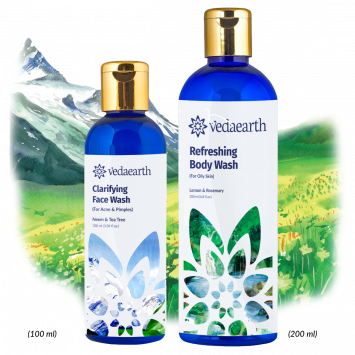 vedaearth
Clarifying
Face Wash
(For Acne & Pimples)
Neem & Tea Tree
(100 ml)
vedaearth
Refreshing
Body Wash
(For Oily Skin)
Lemon & Rosemary
(200 ml)